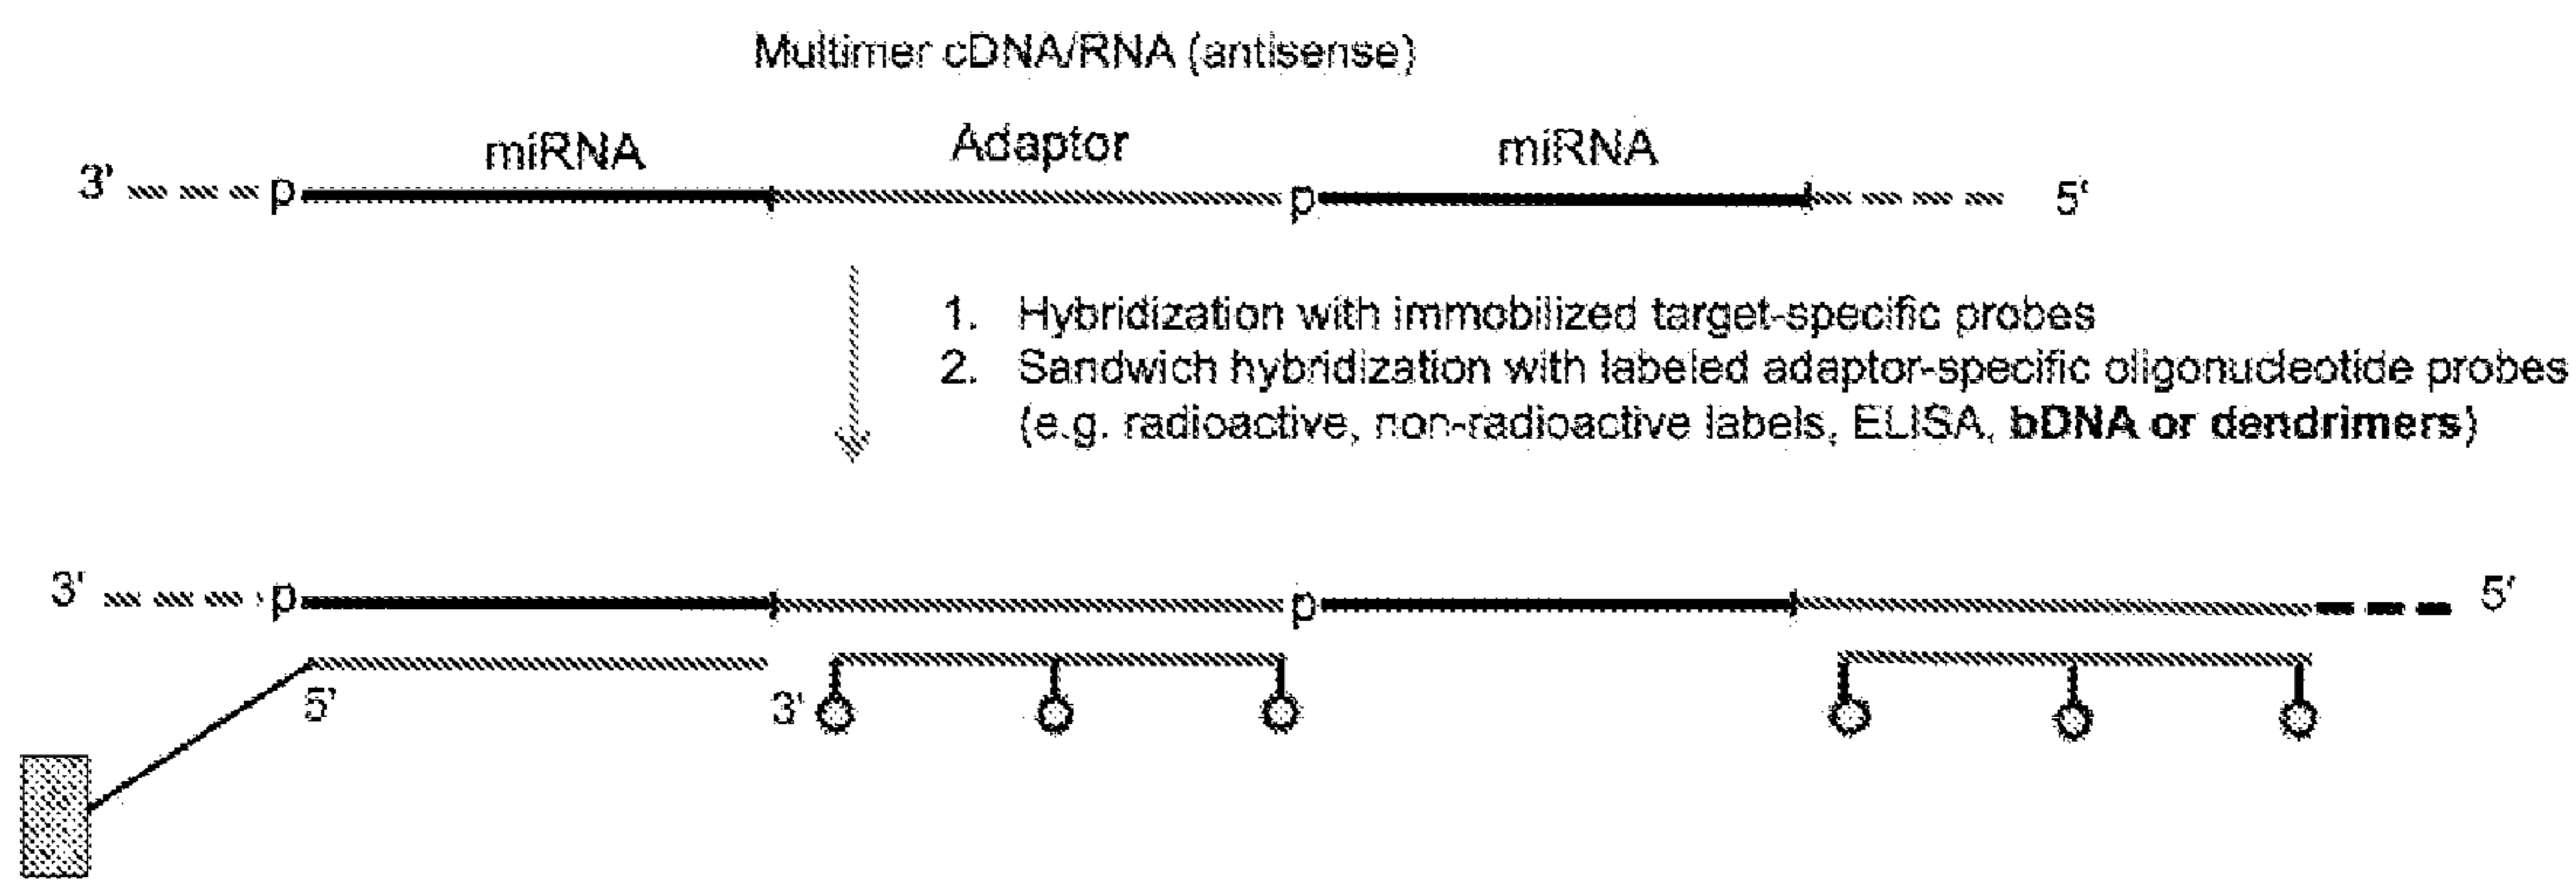 Multimer cDNA/RNA (antisense)
miRNA Adaptor miRNA
3' p p 5'
1. Hybridization with immobilized target-specific probes
2. Sandwich hybridization with labeled adaptor-specific oligonucleotide probes
(e.g. radioactive, non-radioactive labels, ELISA, bDNA or dendrimers)
3' p p 5'
5' 3'